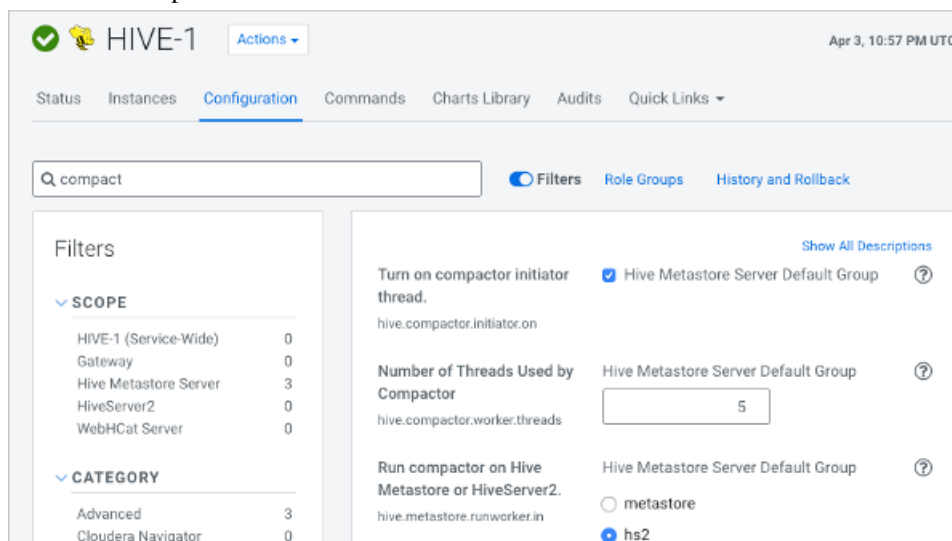 HIVE-1 Actions
Apr 3, 10:57 PM UTC
Status Instances Configuration Commands Charts Library Audits Quick Links
compact
Filters Role Groups History and Rollback
Filters
SCOPE
HIVE-1 (Service-Wide) 0
Gateway 0
Hive Metastore Server 3
HiveServer2 0
WebHCat Server 0
CATEGORY
Advanced 3
Cloudera Navigator 0
Show All Descriptions
Turn on compactor initiator
thread.
hive.compactor.initiator.on
Hive Metastore Server Default Group
Number of Threads Used by
Compactor
hive.compactor.worker.threads
Hive Metastore Server Default Group
5
Run compactor on Hive
Metastore or HiveServer2.
hive.metastore.runworker.in
Hive Metastore Server Default Group
metastore
hs2